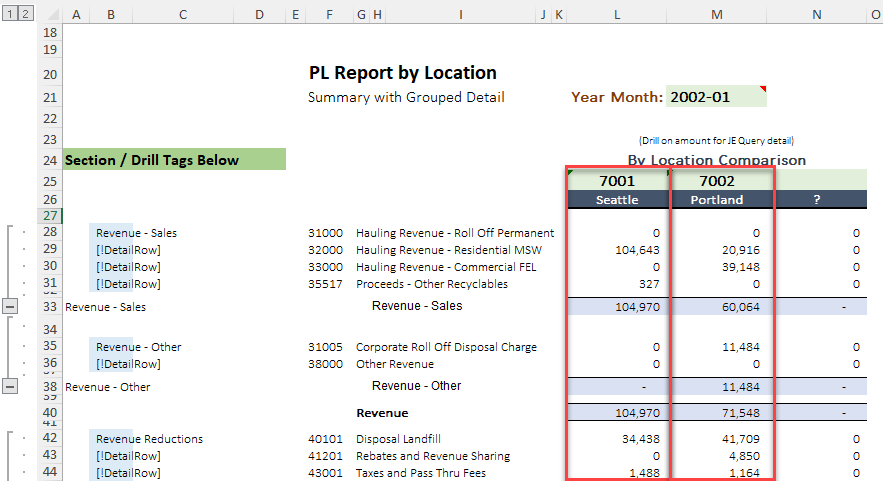 1 2 A B C D E F G H I J K L M N O
18
19
20 PL Report by Location
21 Summary with Grouped Detail Year Month: 2002-01
22
23 (Drill on amount for JE Query detail)
24 Section / Drill Tags Below By Location Comparison
25 7001 7002
26 Seattle Portland ?
27
28 Revenue - Sales 31000 Hauling Revenue - Roll Off Permanent 0 0 0
29 [!DetailRow] 32000 Hauling Revenue - Residential MSW 104,643 20,916 0
30 [!DetailRow] 33000 Hauling Revenue - Commercial FEL 0 39,148 0
31 [!DetailRow] 35517 Proceeds - Other Recyclables 327 0 0
33 Revenue - Sales Revenue - Sales 104,970 60,064 -
34
35 Revenue - Other 31005 Corporate Roll Off Disposal Charge 0 11,484 0
36 [!DetailRow] 38000 Other Revenue 0 0 0
38 Revenue - Other Revenue - Other - 11,484 -
39
40 Revenue 104,970 71,548 -
41
42 Revenue Reductions 40101 Disposal Landfill 34,438 41,709 0
43 [!DetailRow] 41201 Rebates and Revenue Sharing 0 4,850 0
44 [!DetailRow] 43001 Taxes and Pass Thru Fees 1,488 1,164 0